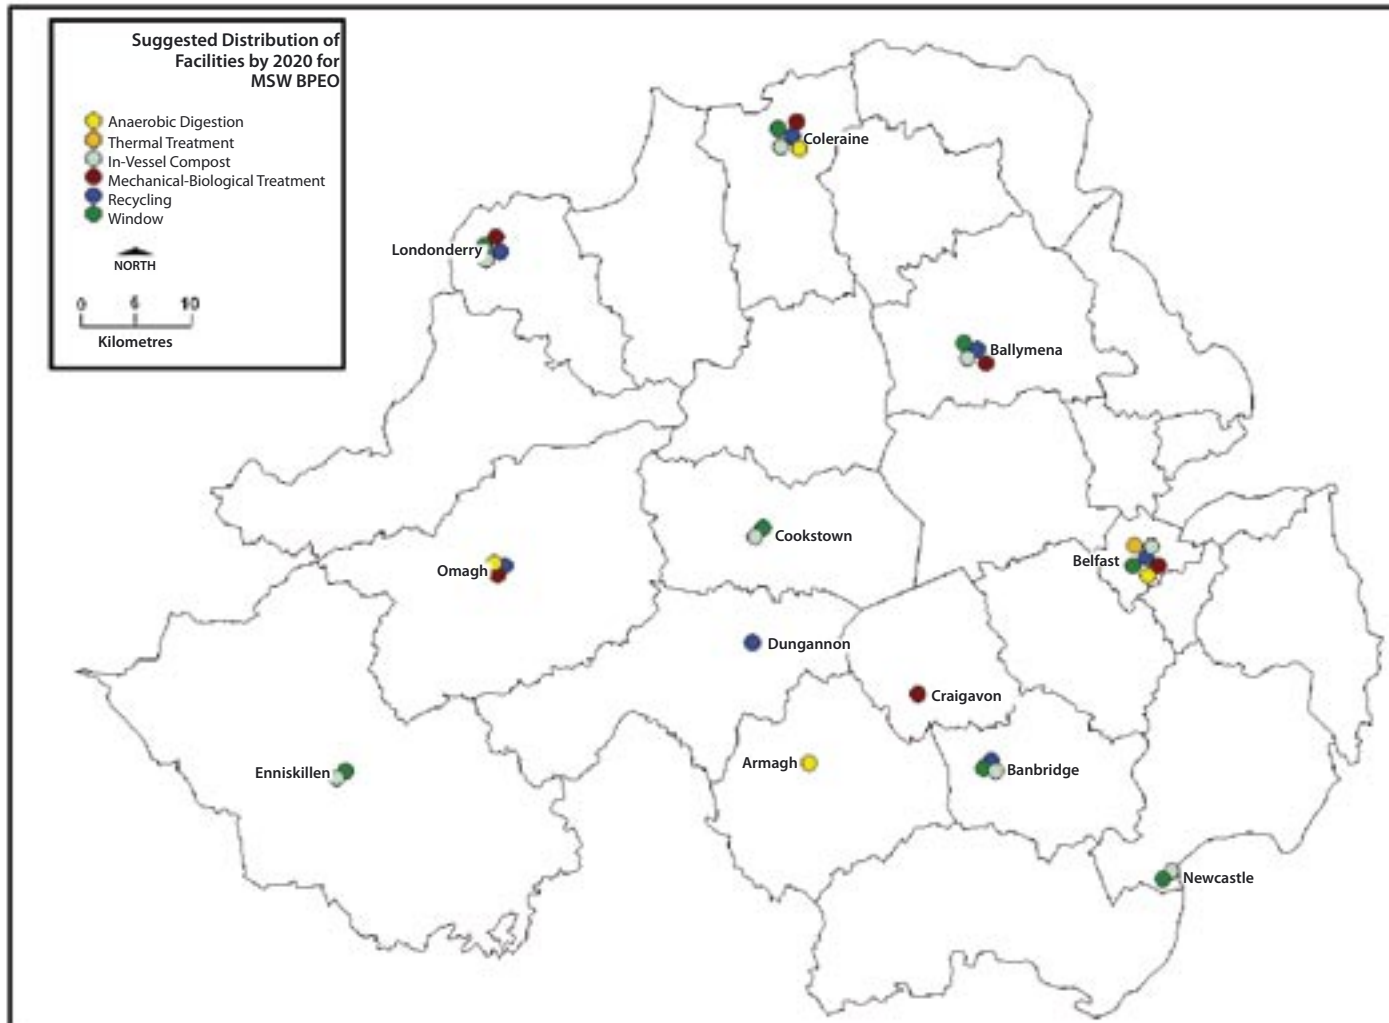 Suggested Distribution of
Facilities by 2020 for
MSW BPEO
Anaerobic Digestion
Thermal Treatment
In-Vessel Compost
Mechanical-Biological Treatment
Recycling
Window
NORTH
0 6 10
Kilometres
Coleraine
Londonderry
Ballymena
Cookstown
Belfast
Omagh
Dungannon
Craigavon
Armagh
Banbridge
Enniskillen
Newcastle